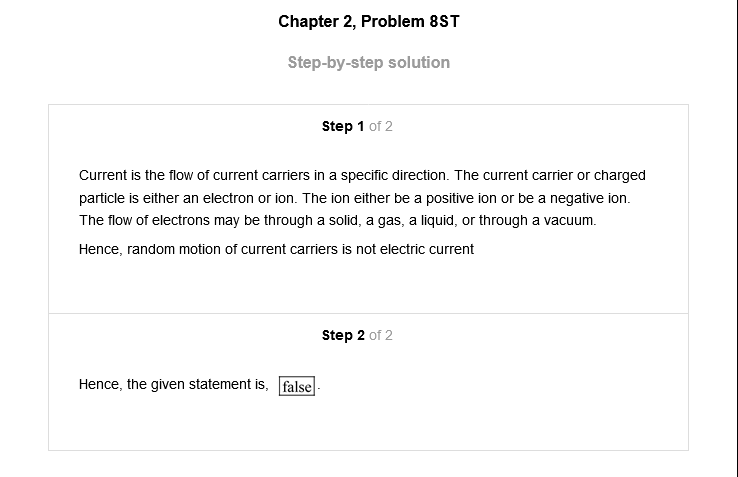 Chapter 2, Problem 8ST
Step-by-step solution
Step 1 of 2
Current is the flow of current carriers in a specific direction. The current carrier or charged
particle is either an electron or ion. The ion either be a positive ion or be a negative ion.
The flow of electrons may be through a solid, a gas, a liquid, or through a vacuum.
Hence, random motion of current carriers is not electric current
Step 2 of 2
Hence, the given statement is, false.